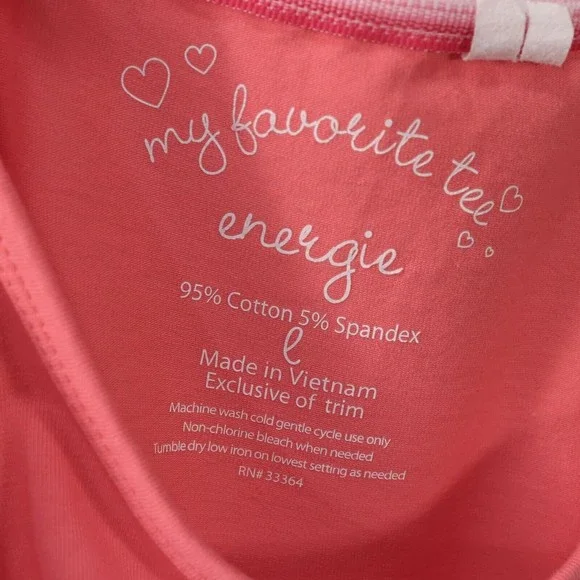 my favorite tee
energie
95% Cotton 5% Spandex
l
Made in Vietnam
Exclusive of trim
Machine wash cold gentle cycle use only
Non-chlorine bleach when needed
Tumble dry low iron on lowest setting as needed
RN# 33364